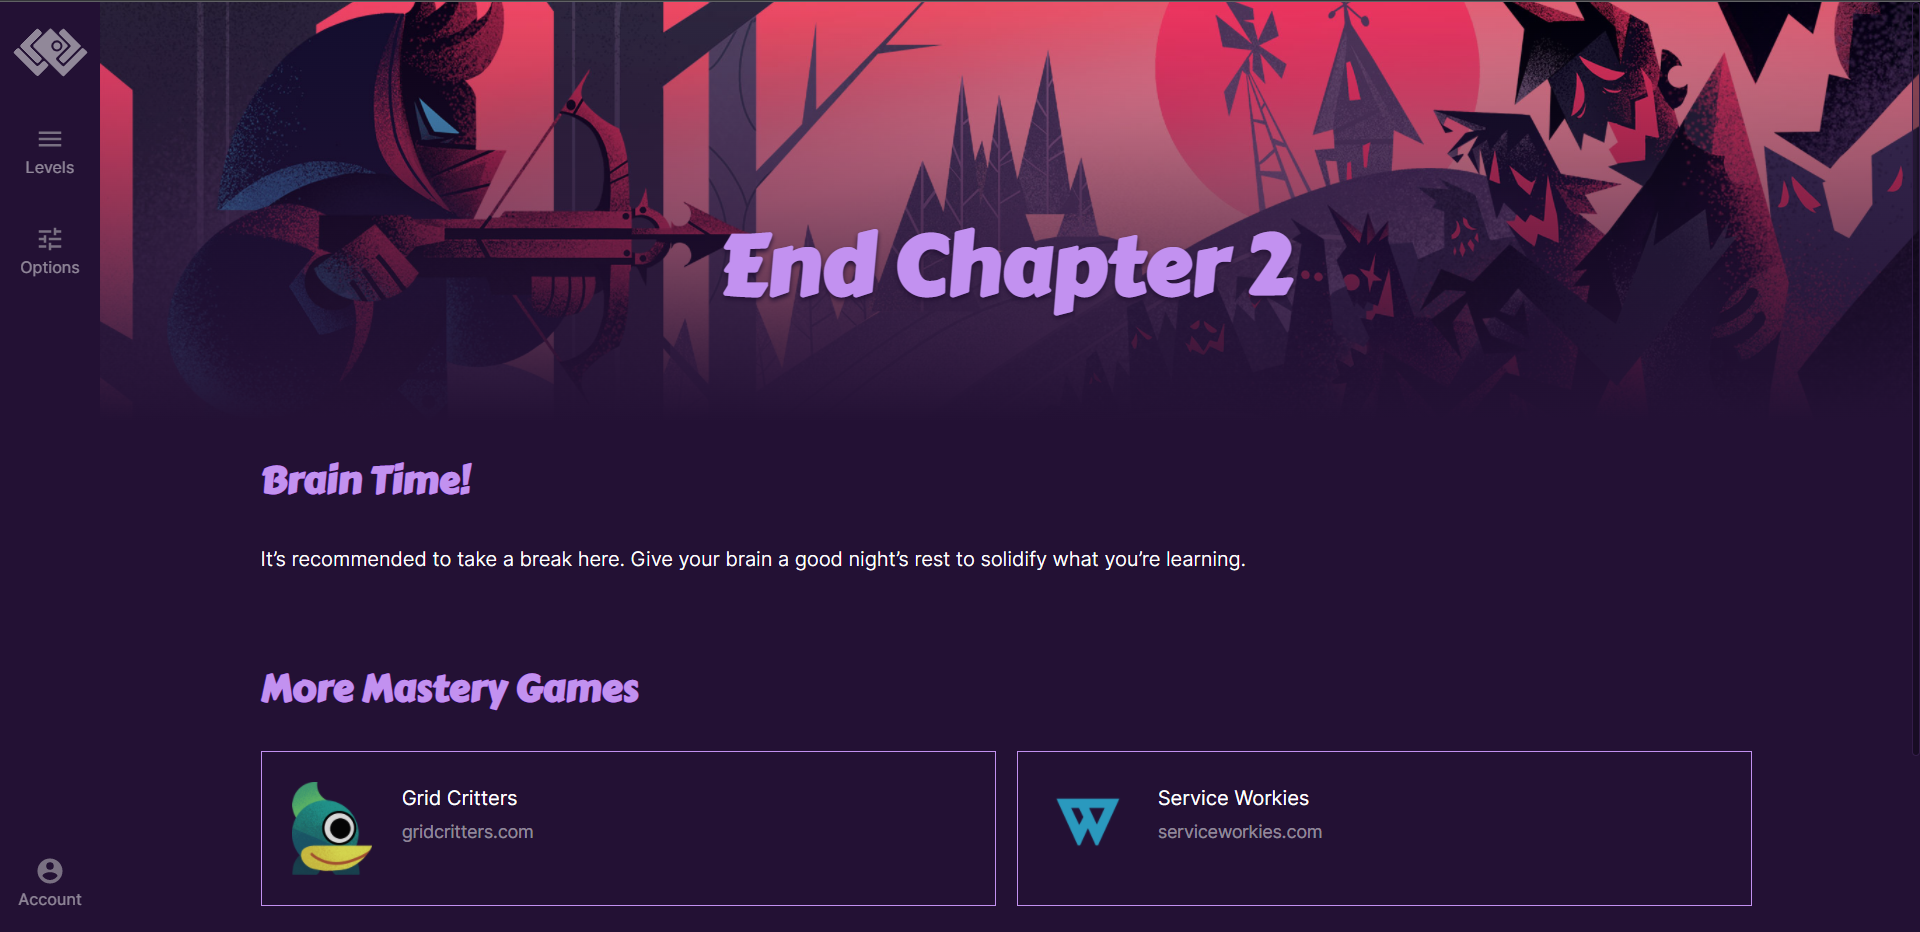 Levels
Options
End Chapter 2
Brain Time!
It’s recommended to take a break here. Give your brain a good night’s rest to solidify what you’re learning.
More Mastery Games
Grid Critters
gridcritters.com
Service Workies
serviceworkies.com
Account